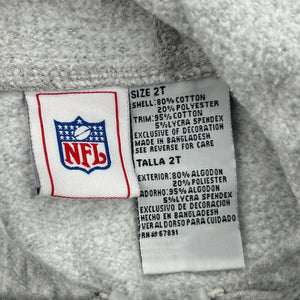 NFL
SIZE 2T
SHELL: 80% COTTON
20% POLYESTER
TRIM: 95% COTTON
5% LYCRA SPENDEX
EXCLUSIVE OF DECORATION
MADE IN BANGLADESH
SEE REVERSE FOR CARE
TALLA 2T
EXTERIOR: 80% ALGODON
20% POLIESTER
ADORHO: 95% ALGODON
5% LYCRA SPENDEX
EXCLUSIVO DE DECORACION
HECHO EN BANGLADESH
VER AL DORSO PARA CUIDADO
RN# 67891